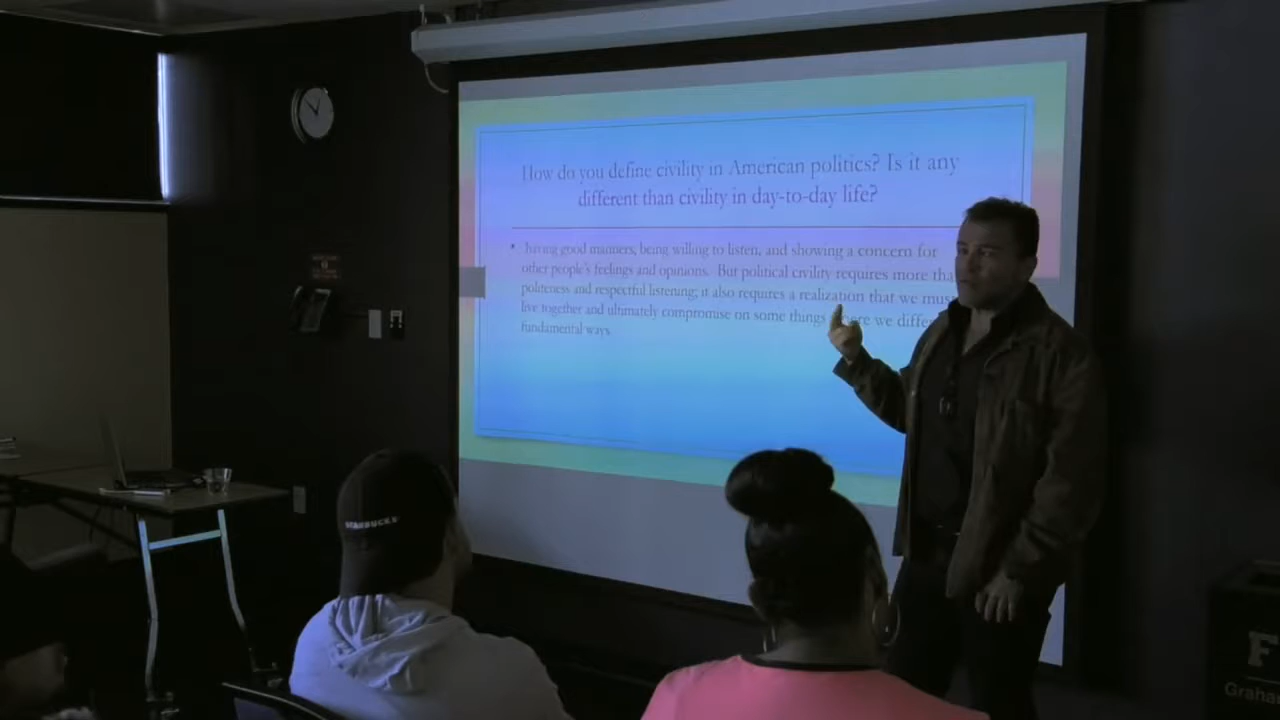 How do you define civility in American politics? Is it any
different than civility in day-to-day life?
• having good manners, being willing to listen, and showing a concern for
other people's feelings and opinions. But political civility requires more
politeness and respectful listening; it also requires a realization that we
live together and ultimately compromise on some things we
fundamental ways.
STARBUCKS
F
Graha